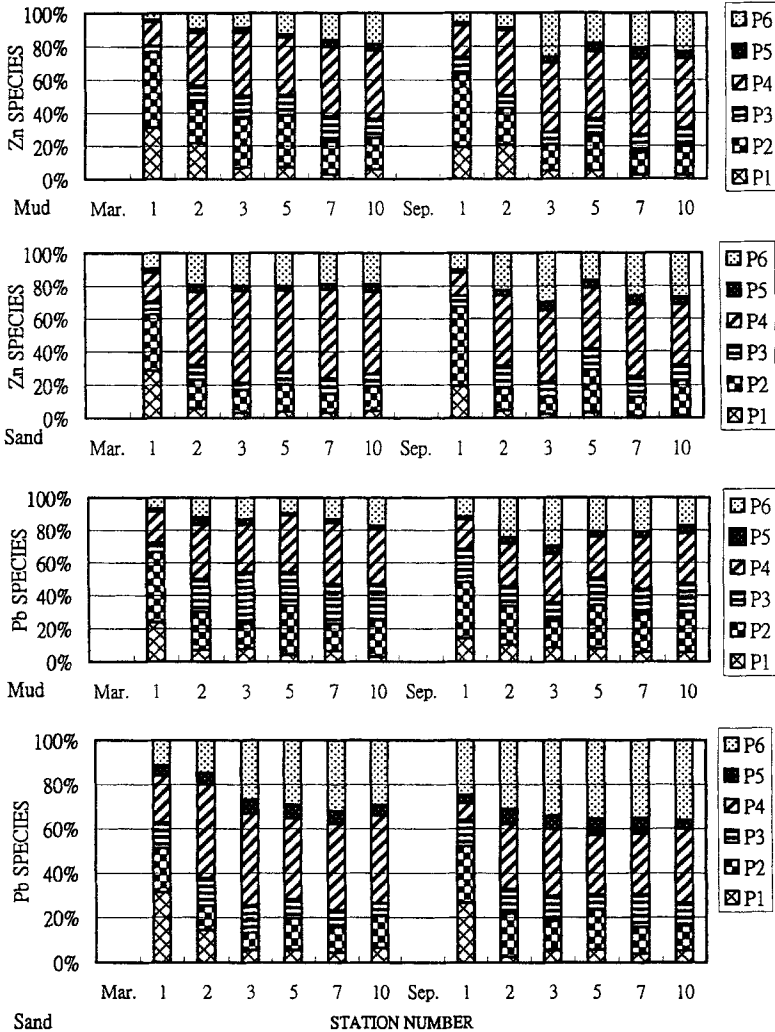 Zn SPECIES
100%
80%
60%
40%
20%
0%
Mud Mar. 1 2 3 5 7 10 Sep. 1 2 3 5 7 10
P6
P5
P4
P3
P2
P1
Zn SPECIES
100%
80%
60%
40%
20%
0%
Sand Mar. 1 2 3 5 7 10 Sep. 1 2 3 5 7 10
P6
P5
P4
P3
P2
P1
Pb SPECIES
100%
80%
60%
40%
20%
0%
Mud Mar. 1 2 3 5 7 10 Sep. 1 2 3 5 7 10
P6
P5
P4
P3
P2
P1
Pb SPECIES
100%
80%
60%
40%
20%
0%
Mar. 1 2 3 5 7 10 Sep. 1 2 3 5 7 10
P6
P5
P4
P3
P2
P1
Sand STATION NUMBER